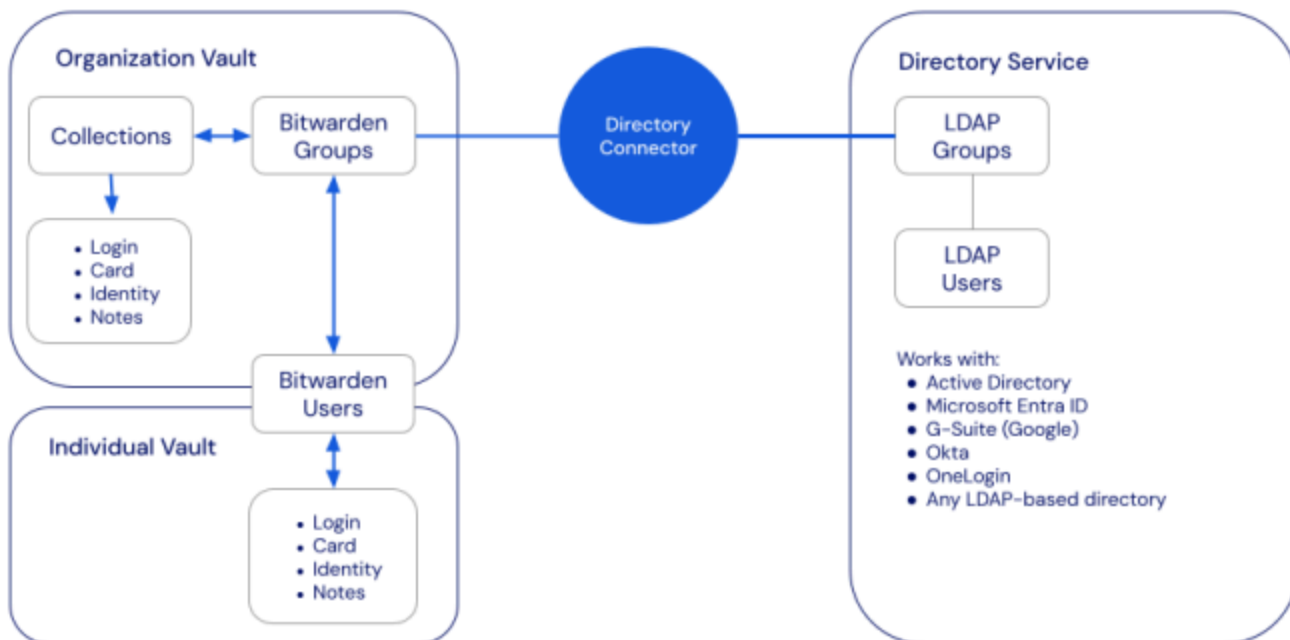 Organization Vault
Collections
Bitwarden
Groups
• Login
• Card
• Identity
• Notes
Bitwarden
Users
Individual Vault
• Login
• Card
• Identity
• Notes
Directory
Connector
Directory Service
LDAP
Groups
LDAP
Users
Works with:
• Active Directory
• Microsoft Entra ID
• G-Suite (Google)
• Okta
• OneLogin
• Any LDAP-based directory